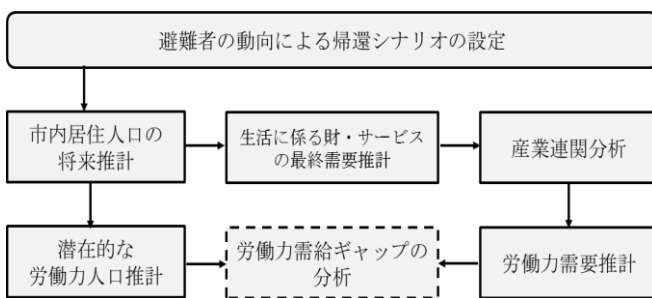 避難者の動向による帰還シナリオの設定
市内居住人口の
将来推計
生活に係る財・サービス
の最終需要推計
産業連関分析
潜在的な
労働力人口推計
労働力需給ギャップの
分析
労働力需要推計